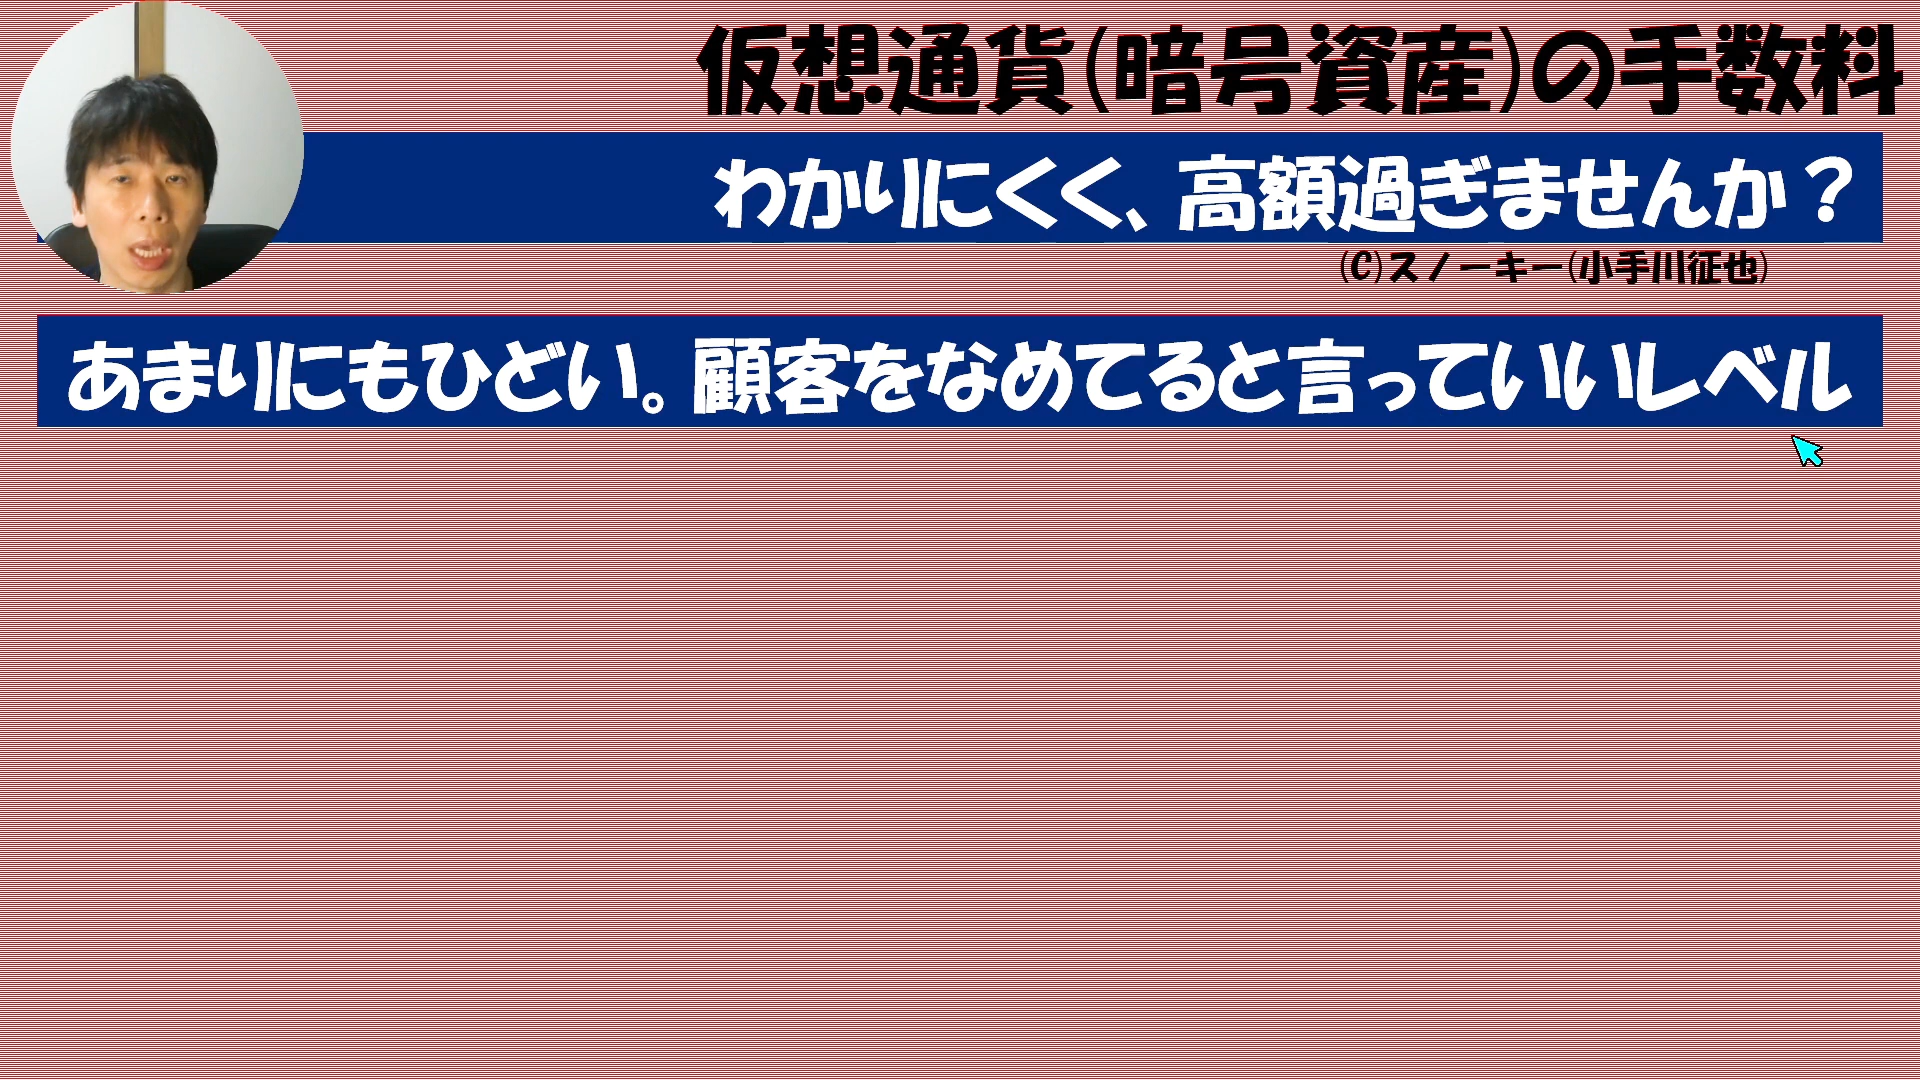 仮想通貨(暗号資産)の手数料
わかりにくく、高額過ぎませんか？
(C)スノーキー(小手川征也)
あまりにもひどい。顧客をなめてると言っていいレベル